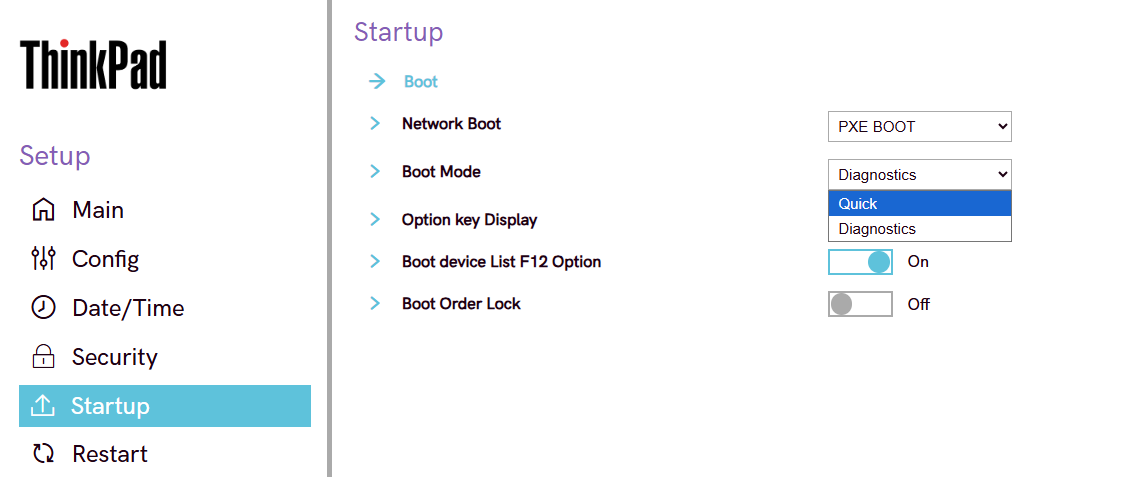 ThinkPad
Setup
Main
Config
Date/Time
Security
Startup
Restart
Startup
Boot
Network Boot
PXE BOOT
Boot Mode
Diagnostics
Quick
Diagnostics
Option key Display
Boot device List F12 Option
On
Boot Order Lock
Off